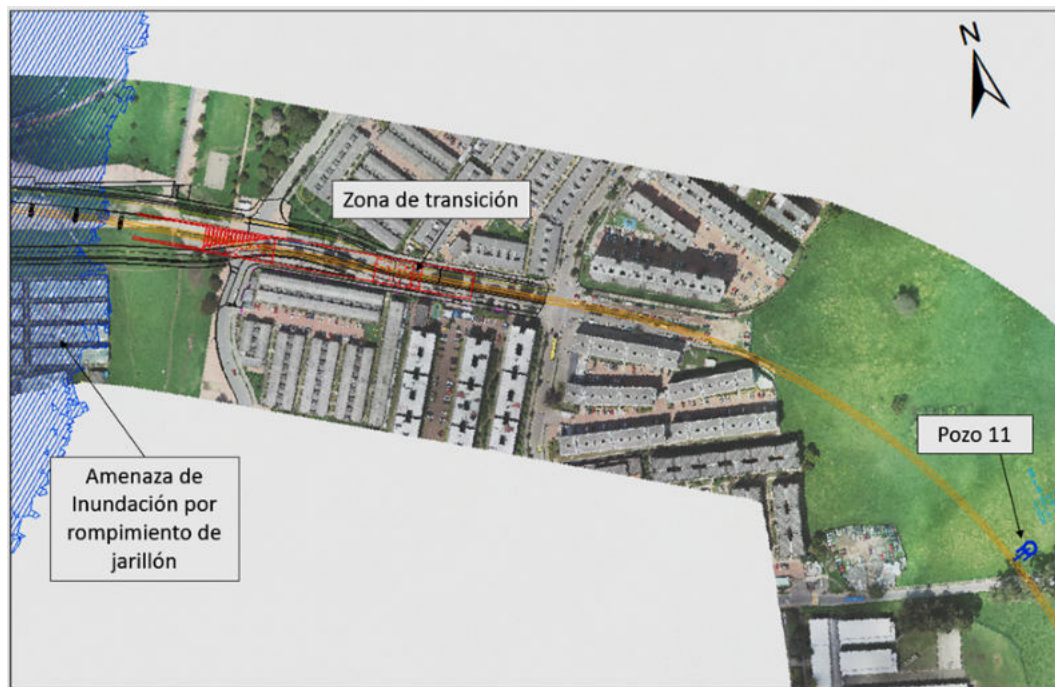 N
Zona de transición
Pozo 11
Amenaza de
Inundación por
rompimiento de
jarillón